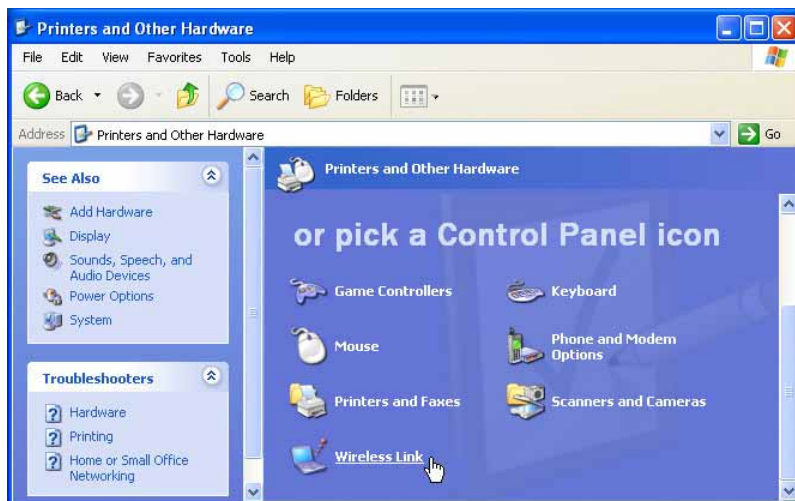 Printers and Other Hardware
File Edit View Favorites Tools Help
Back Search Folders
Address Printers and Other Hardware Go
See Also
Add Hardware
Display
Sounds, Speech, and
Audio Devices
Power Options
System
Troubleshooters
Hardware
Printing
Home or Small Office
Networking
Printers and Other Hardware
or pick a Control Panel icon
Game Controllers
Keyboard
Mouse
Phone and Modem
Options
Printers and Faxes
Scanners and Cameras
Wireless Link